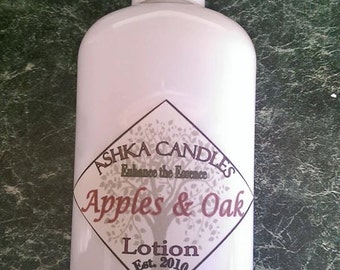 ASHKA CANDLES
Enhance the Essence
Apples & Oak
Lotion
Est. 2010